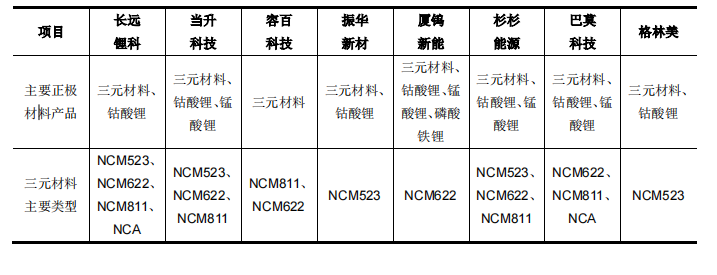 项目
长远
锂科
当升
科技
容百
科技
振华
新材
厦钨
新能
杉杉
能源
巴莫
科技
格林美
主要正极
材料产品
三元材料、
钴酸锂
三元材料、
钴酸锂、锰
酸锂
三元材料
三元材料、
钴酸锂
三元材料、
钴酸锂、锰
酸锂、磷酸
铁锂
三元材料、
钴酸锂、锰
酸锂
三元材料、
钴酸锂、锰
酸锂
三元材料、
钴酸锂
三元材料
主要类型
NCM523、
NCM622、
NCM811、
NCA
NCM523、
NCM622、
NCM811
NCM811、
NCM622
NCM523
NCM622
NCM523、
NCM622、
NCM811
NCM622、
NCM811、
NCA
NCM523